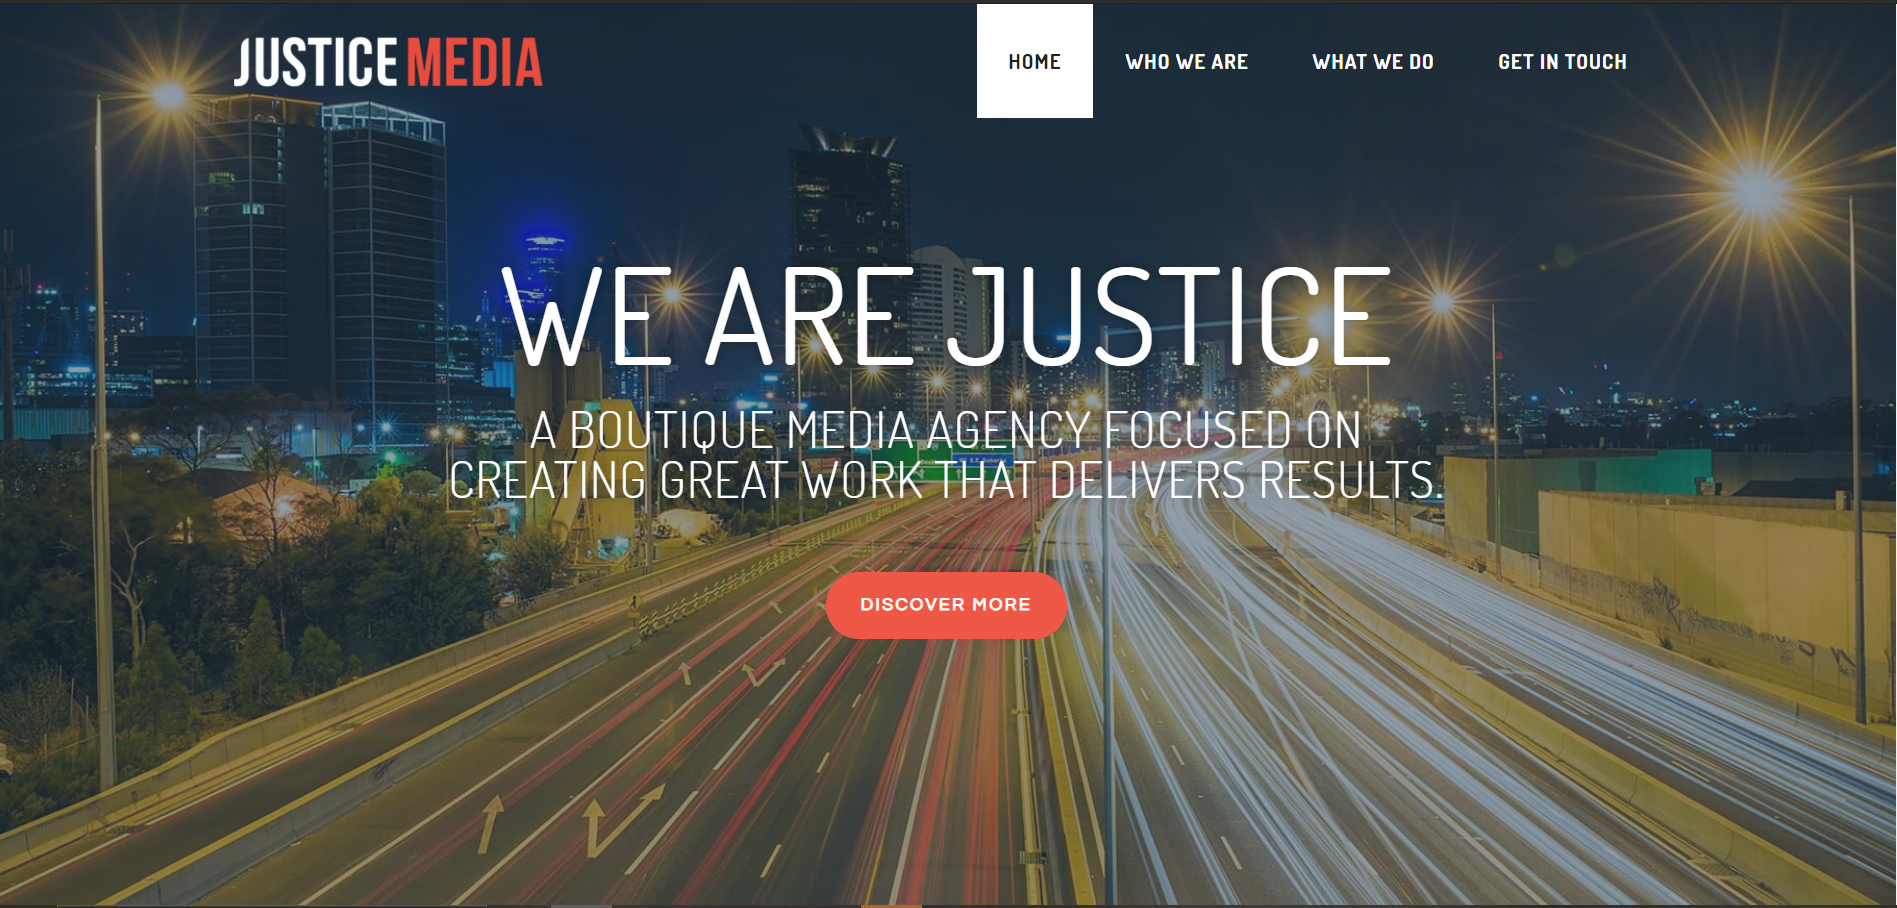 JUSTICE MEDIA
HOME WHO WE ARE WHAT WE DO GET IN TOUCH
WE ARE JUSTICE
A BOUTIQUE MEDIA AGENCY FOCUSED ON
CREATING GREAT WORK THAT DELIVERS RESULTS.
DISCOVER MORE